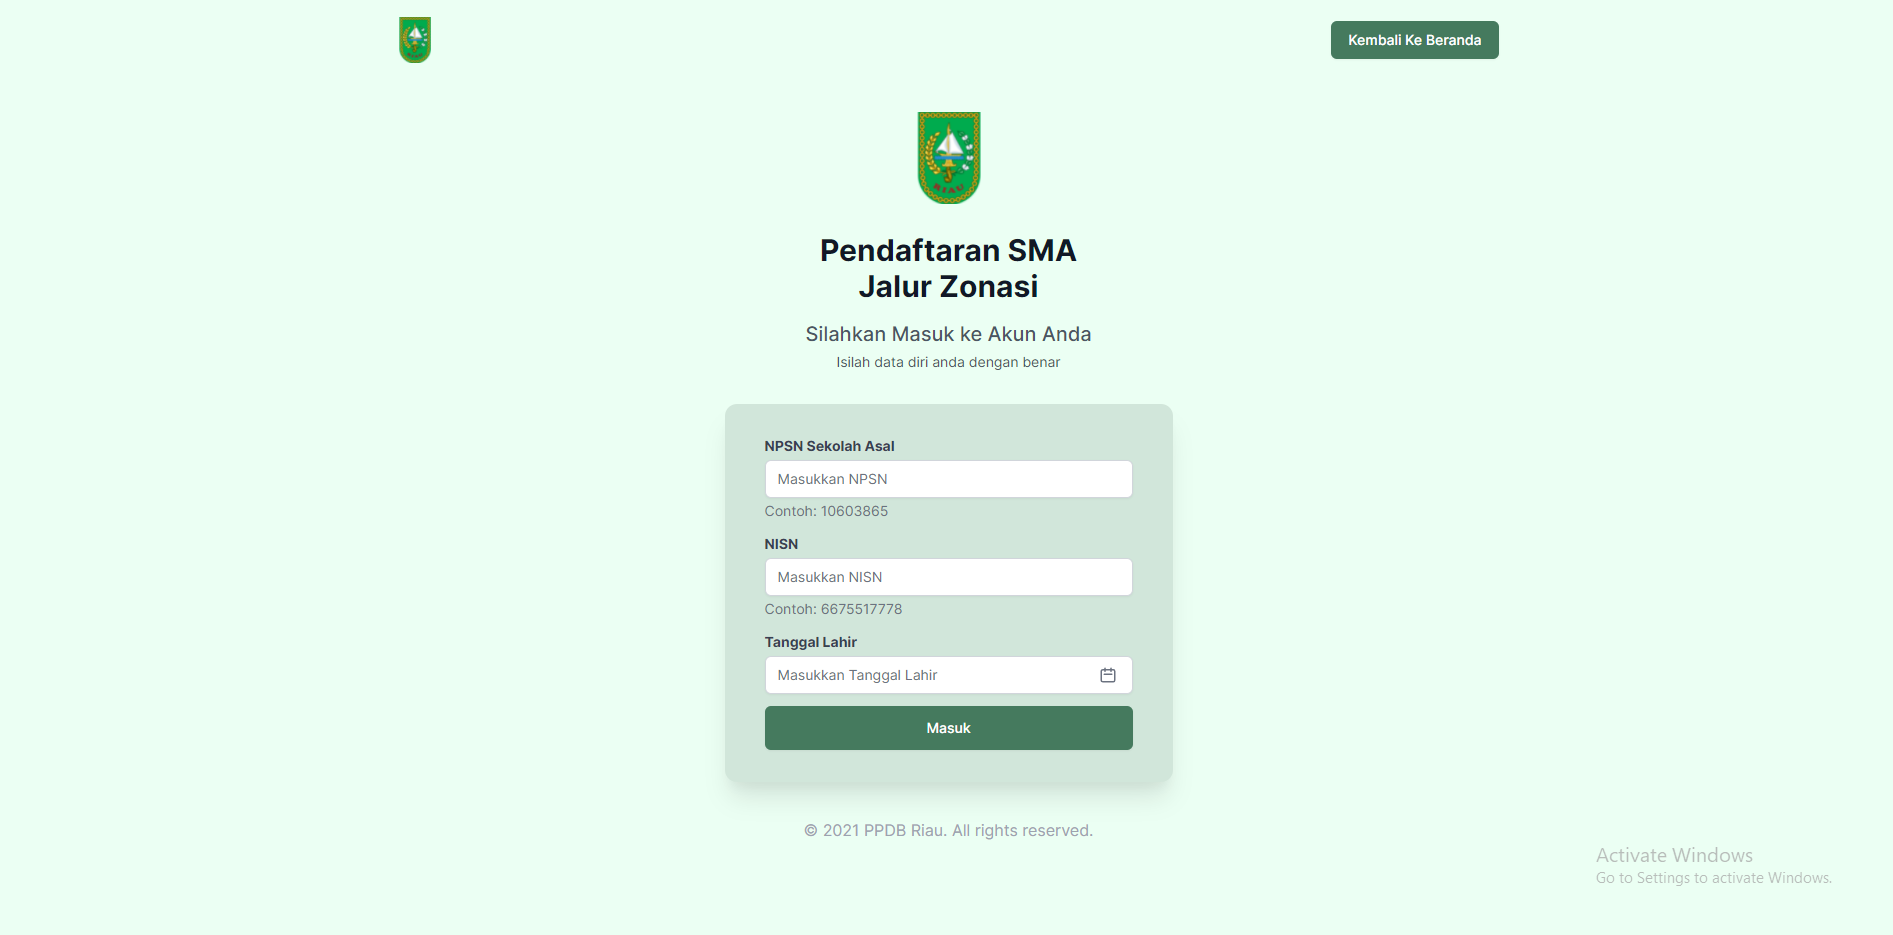 Kembali Ke Beranda
RIAU
Pendaftaran SMA
Jalur Zonasi
Silahkan Masuk ke Akun Anda
Isilah data diri anda dengan benar
NPSN Sekolah Asal
Masukkan NPSN
Contoh: 10603865
NISN
Masukkan NISN
Contoh: 6675517778
Tanggal Lahir
Masukkan Tanggal Lahir
Masuk
© 2021 PPDB Riau. All rights reserved.
Activate Windows
Go to Settings to activate Windows.